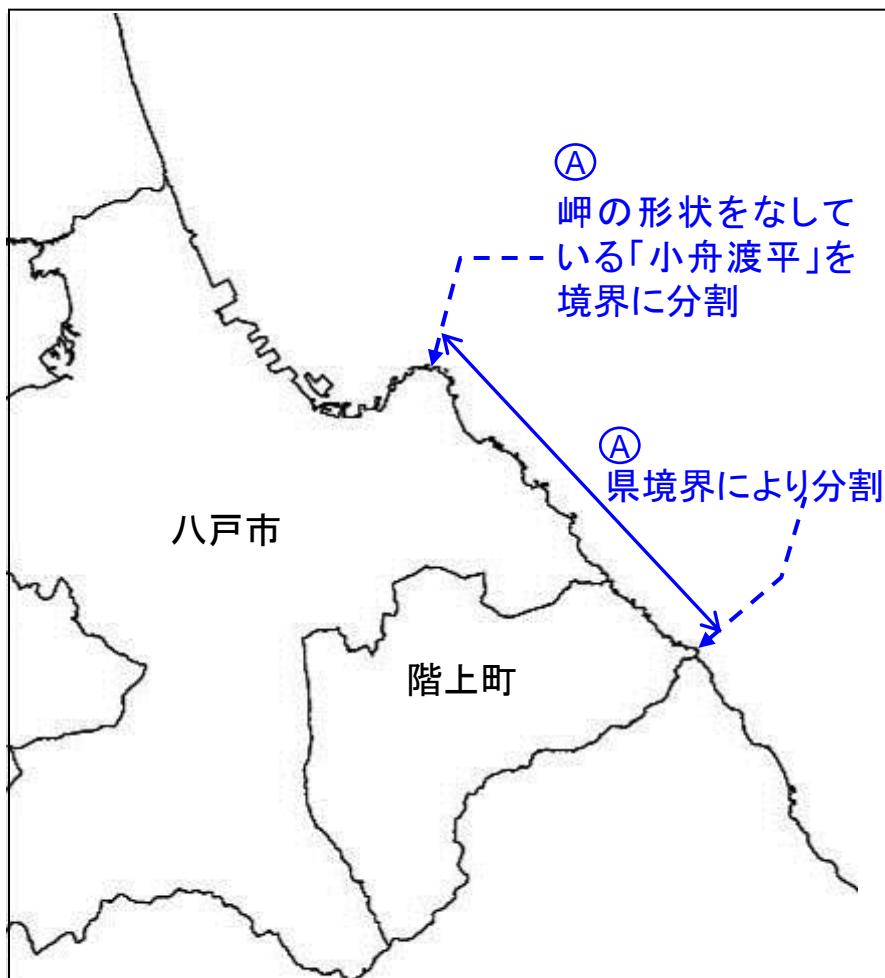 Ⓐ
岬の形状をなして
いる「小舟渡平」を
境界に分割
Ⓐ
県境界により分割
八戸市
階上町